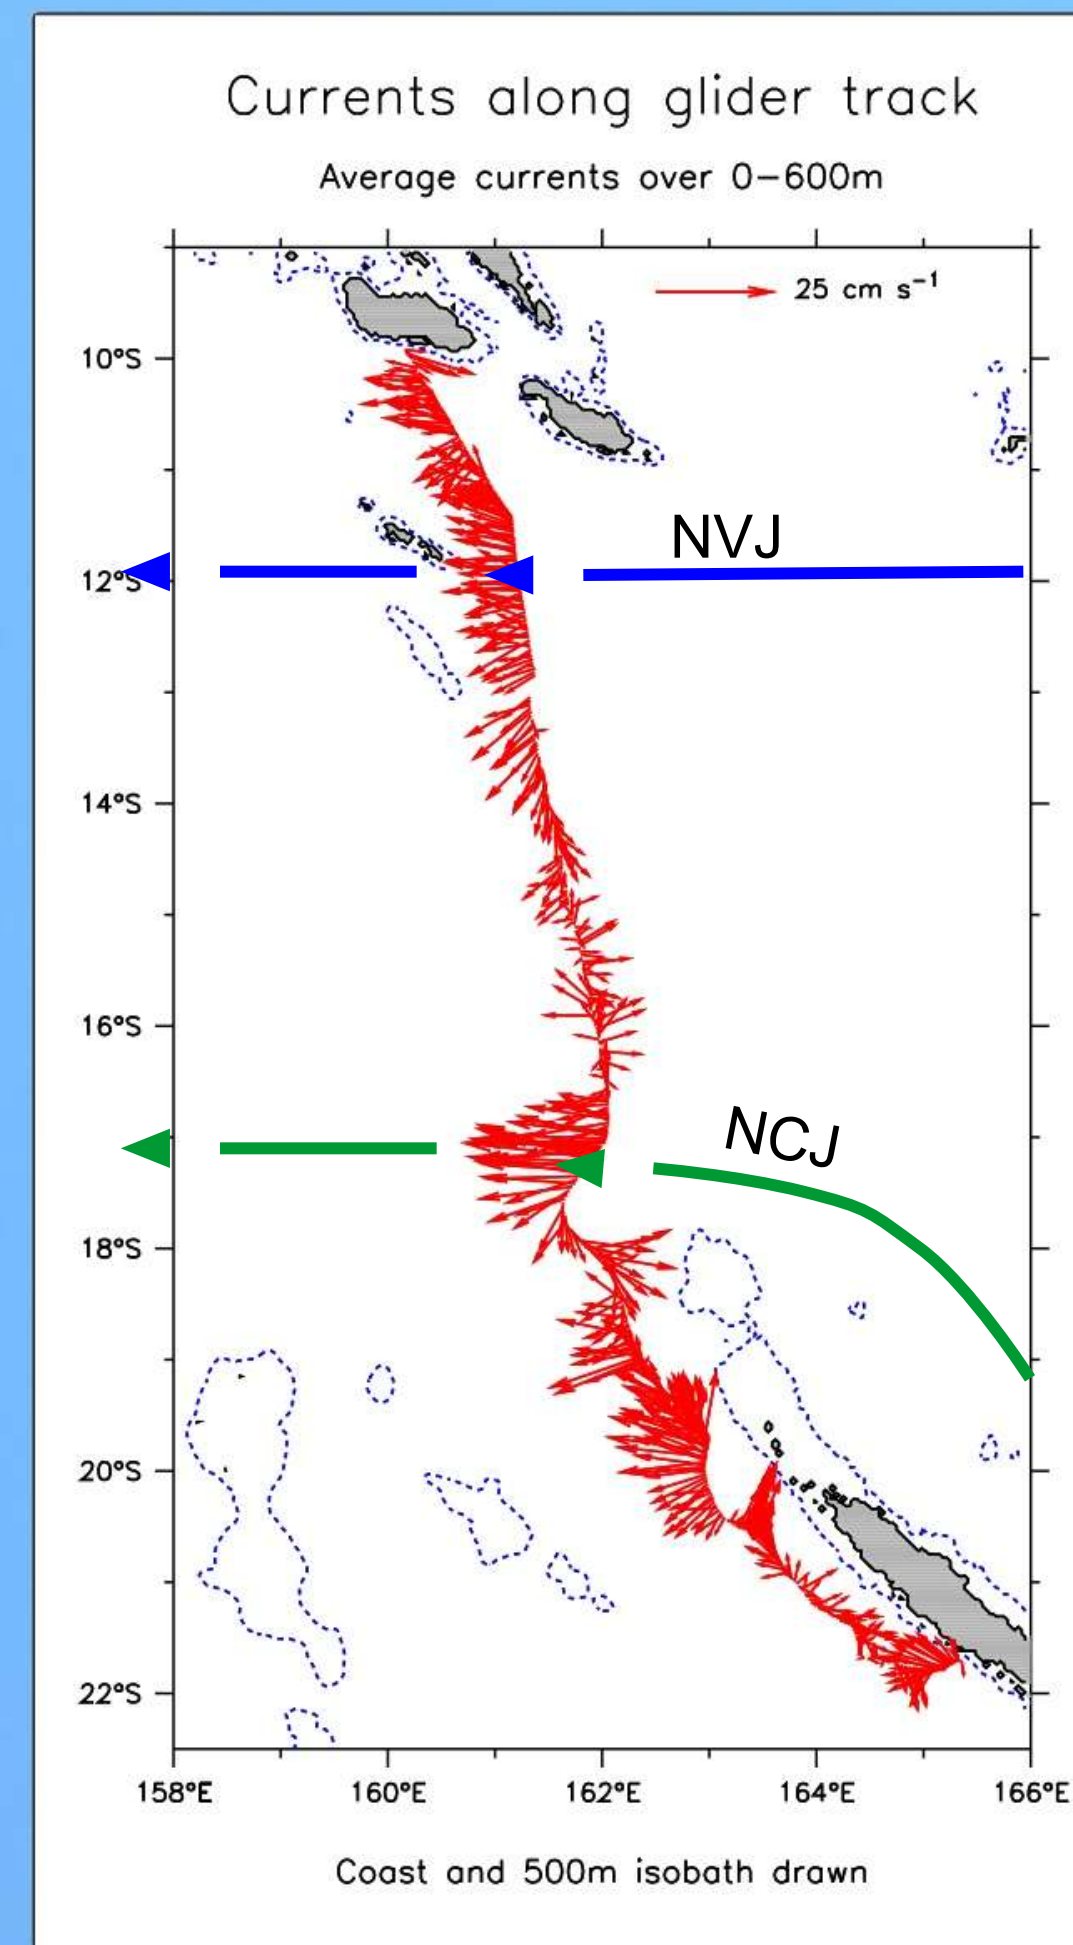 Currents along glider track
Average currents over 0-600m
25 cm s⁻¹
10°S
NVJ
12°S
14°S
16°S
NCJ
18°S
20°S
22°S
158°E 160°E 162°E 164°E 166°E
Coast and 500m isobath drawn